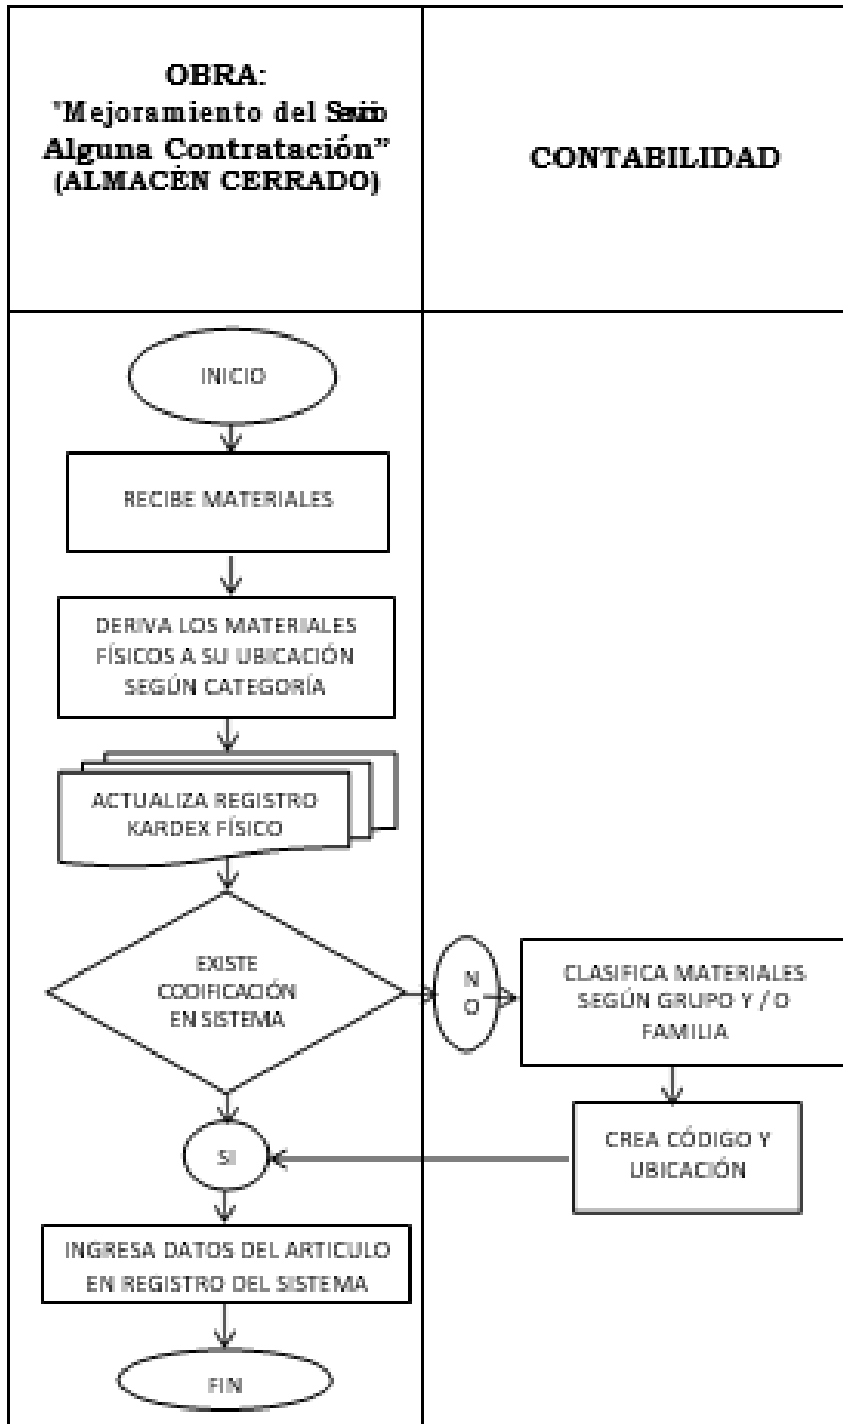 OBRA:
"Mejoramiento del
Alguna Contratación”
(ALMACÈN CERRADO)
CONTABILIDAD
INICIO
RECIBE MATERIALES
DERIVA LOS MATERIALES
FÍSICOS A SU UBICACIÓN
SEGÚN CATEGORÍA
ACTUALIZA REGISTRO
KARDEX FÍSICO
EXISTE
CODIFICACIÓN
EN SISTEMA
N
O
CLASIFICA MATERIALES
SEGÚN GRUPO Y / O
FAMILIA
CREA CÓDIGO Y
UBICACIÓN
SI
INGRESA DATOS DEL ARTICULO
EN REGISTRO DEL SISTEMA
FIN